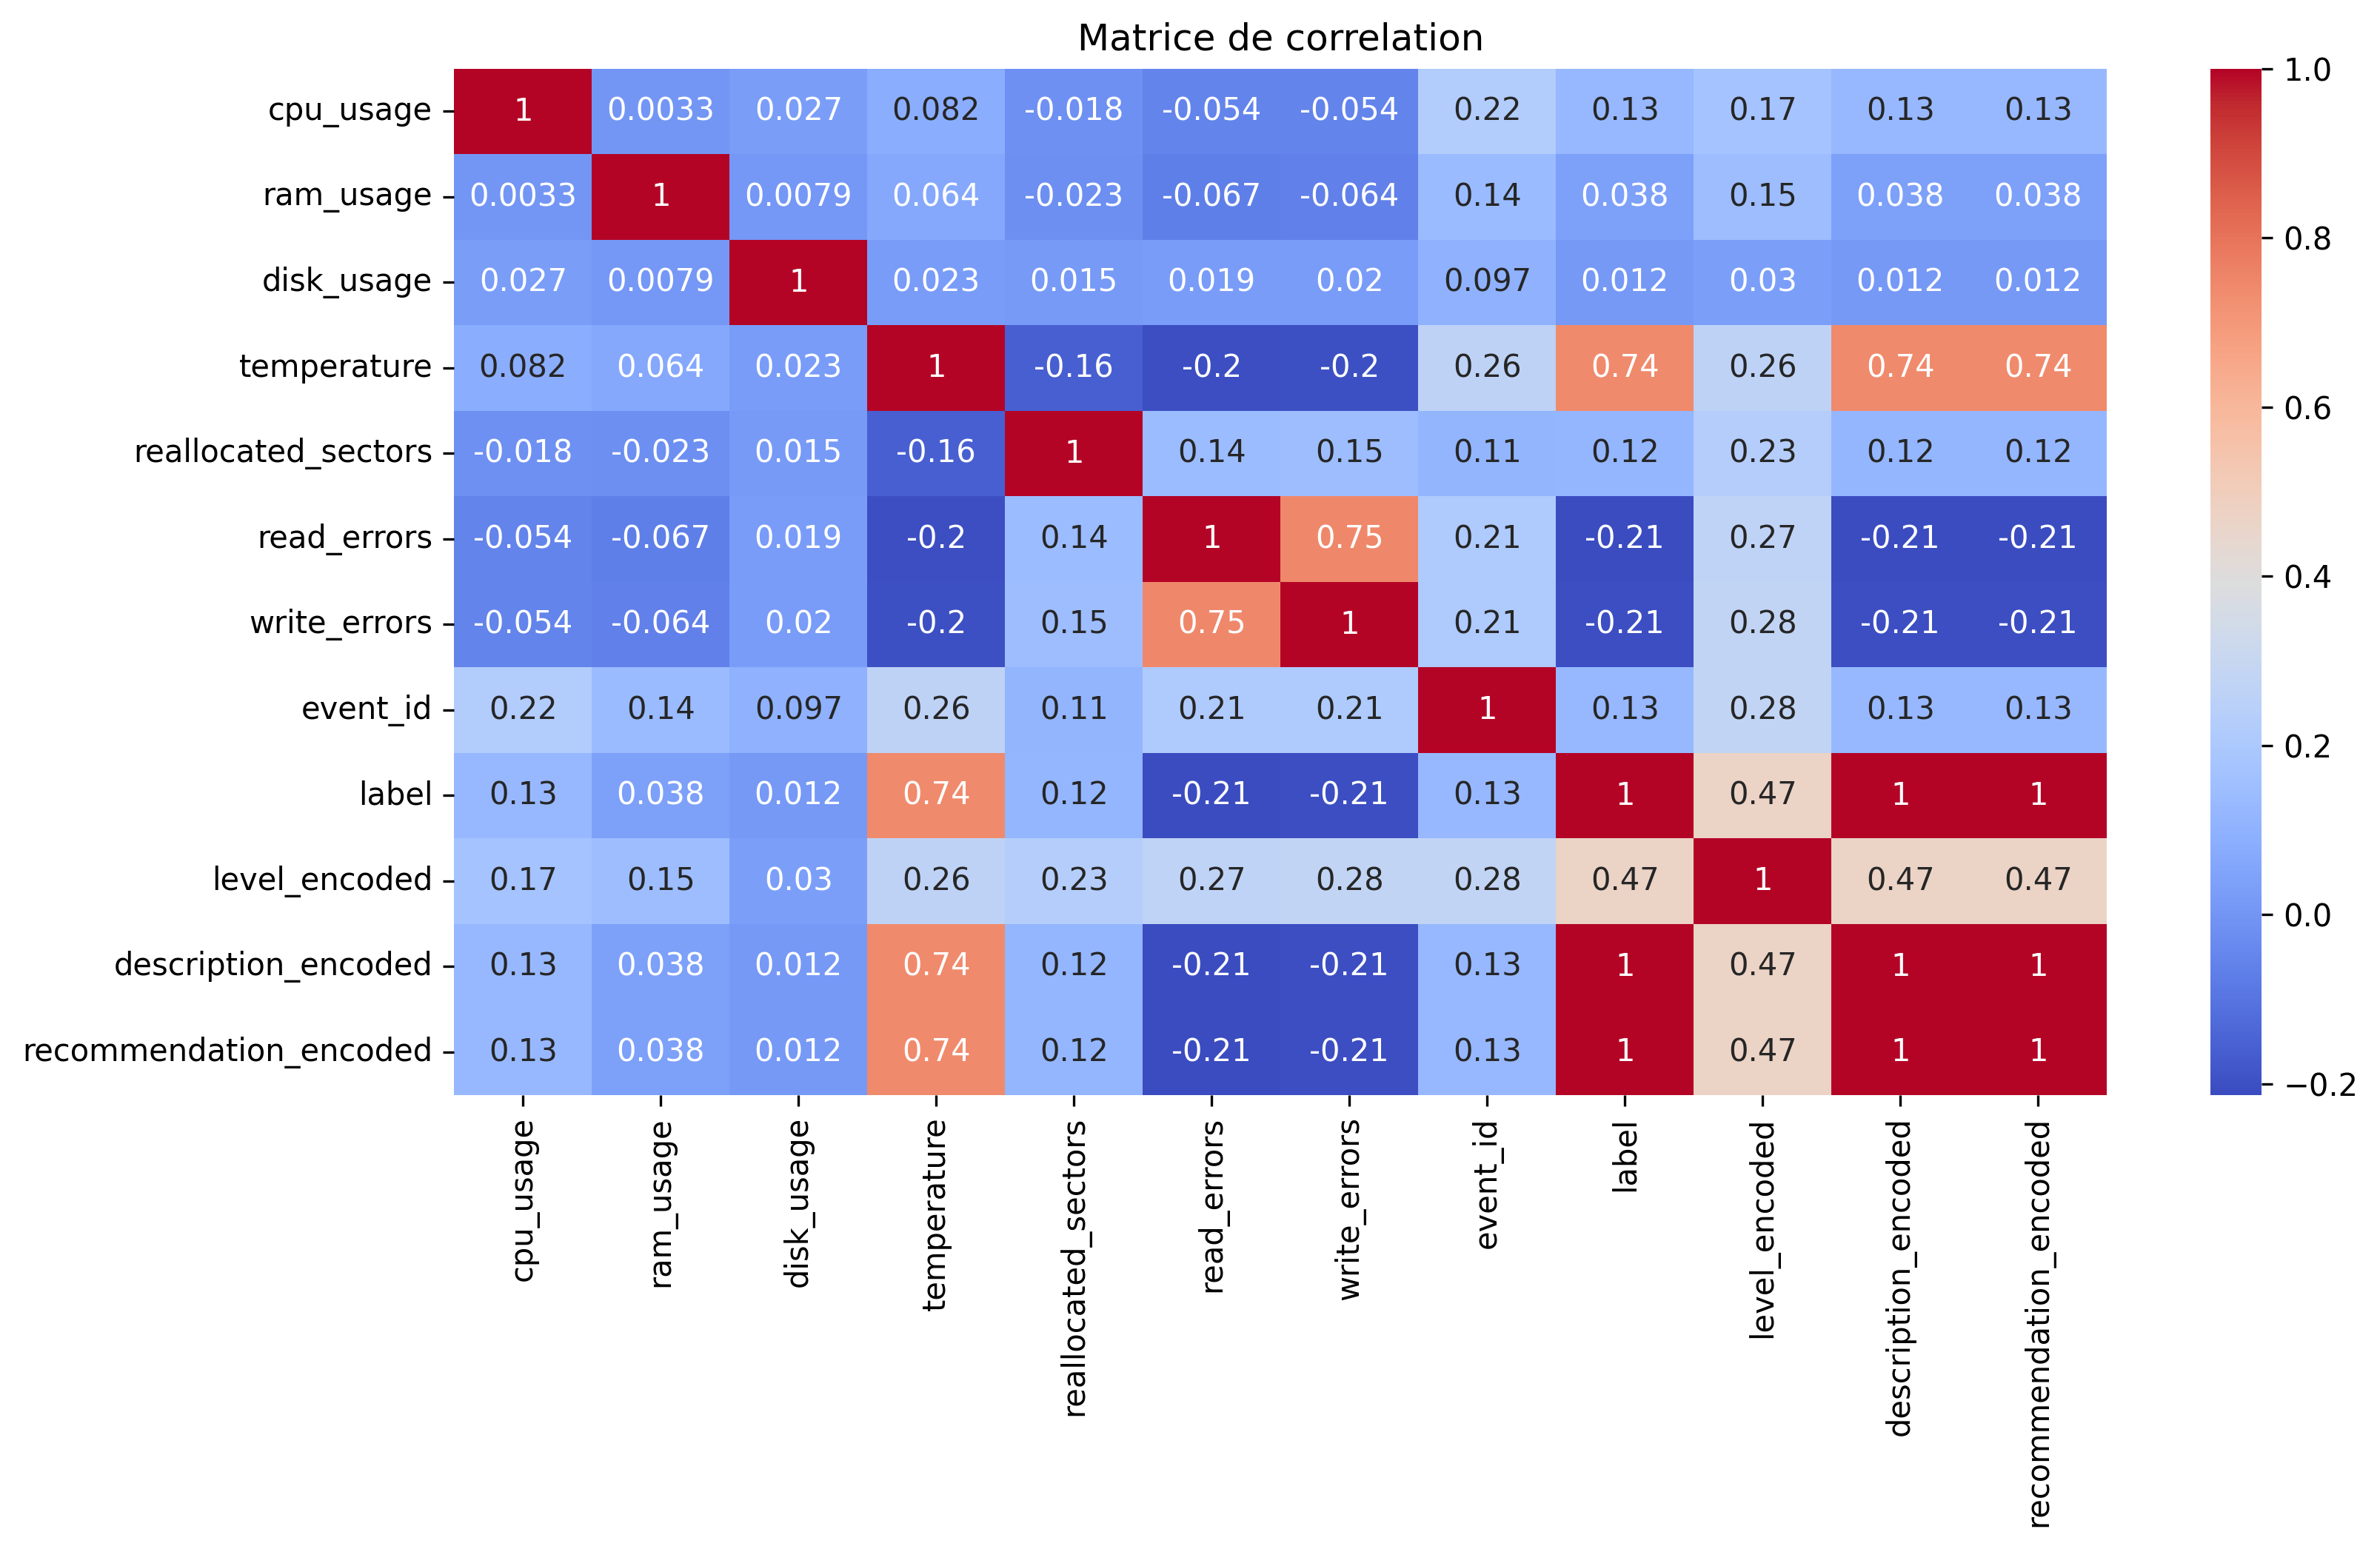 Matrice de correlation
cpu_usage 1 0.0033 0.027 0.082 -0.018 -0.054 -0.054 0.22 0.13 0.17 0.13 0.13
ram_usage 0.0033 1 0.0079 0.064 -0.023 -0.067 -0.064 0.14 0.038 0.15 0.038 0.038
disk_usage 0.027 0.0079 1 0.023 0.015 0.019 0.02 0.097 0.012 0.03 0.012 0.012
temperature 0.082 0.064 0.023 1 -0.16 -0.2 -0.2 0.26 0.74 0.26 0.74 0.74
reallocated_sectors -0.018 -0.023 0.015 -0.16 1 0.14 0.15 0.11 0.12 0.23 0.12 0.12
read_errors -0.054 -0.067 0.019 -0.2 0.14 1 0.75 0.21 -0.21 0.27 -0.21 -0.21
write_errors -0.054 -0.064 0.02 -0.2 0.15 0.75 1 0.21 -0.21 0.28 -0.21 -0.21
event_id 0.22 0.14 0.097 0.26 0.11 0.21 0.21 1 0.13 0.28 0.13 0.13
label 0.13 0.038 0.012 0.74 0.12 -0.21 -0.21 0.13 1 0.47 1 1
level_encoded 0.17 0.15 0.03 0.26 0.23 0.27 0.28 0.28 0.47 1 0.47 0.47
description_encoded 0.13 0.038 0.012 0.74 0.12 -0.21 -0.21 0.13 1 0.47 1 1
recommendation_encoded 0.13 0.038 0.012 0.74 0.12 -0.21 -0.21 0.13 1 0.47 1 1
cpu_usage
ram_usage
disk_usage
temperature
reallocated_sectors
read_errors
write_errors
event_id
label
level_encoded
description_encoded
recommendation_encoded
1.0
0.8
0.6
0.4
0.2
0.0
−0.2